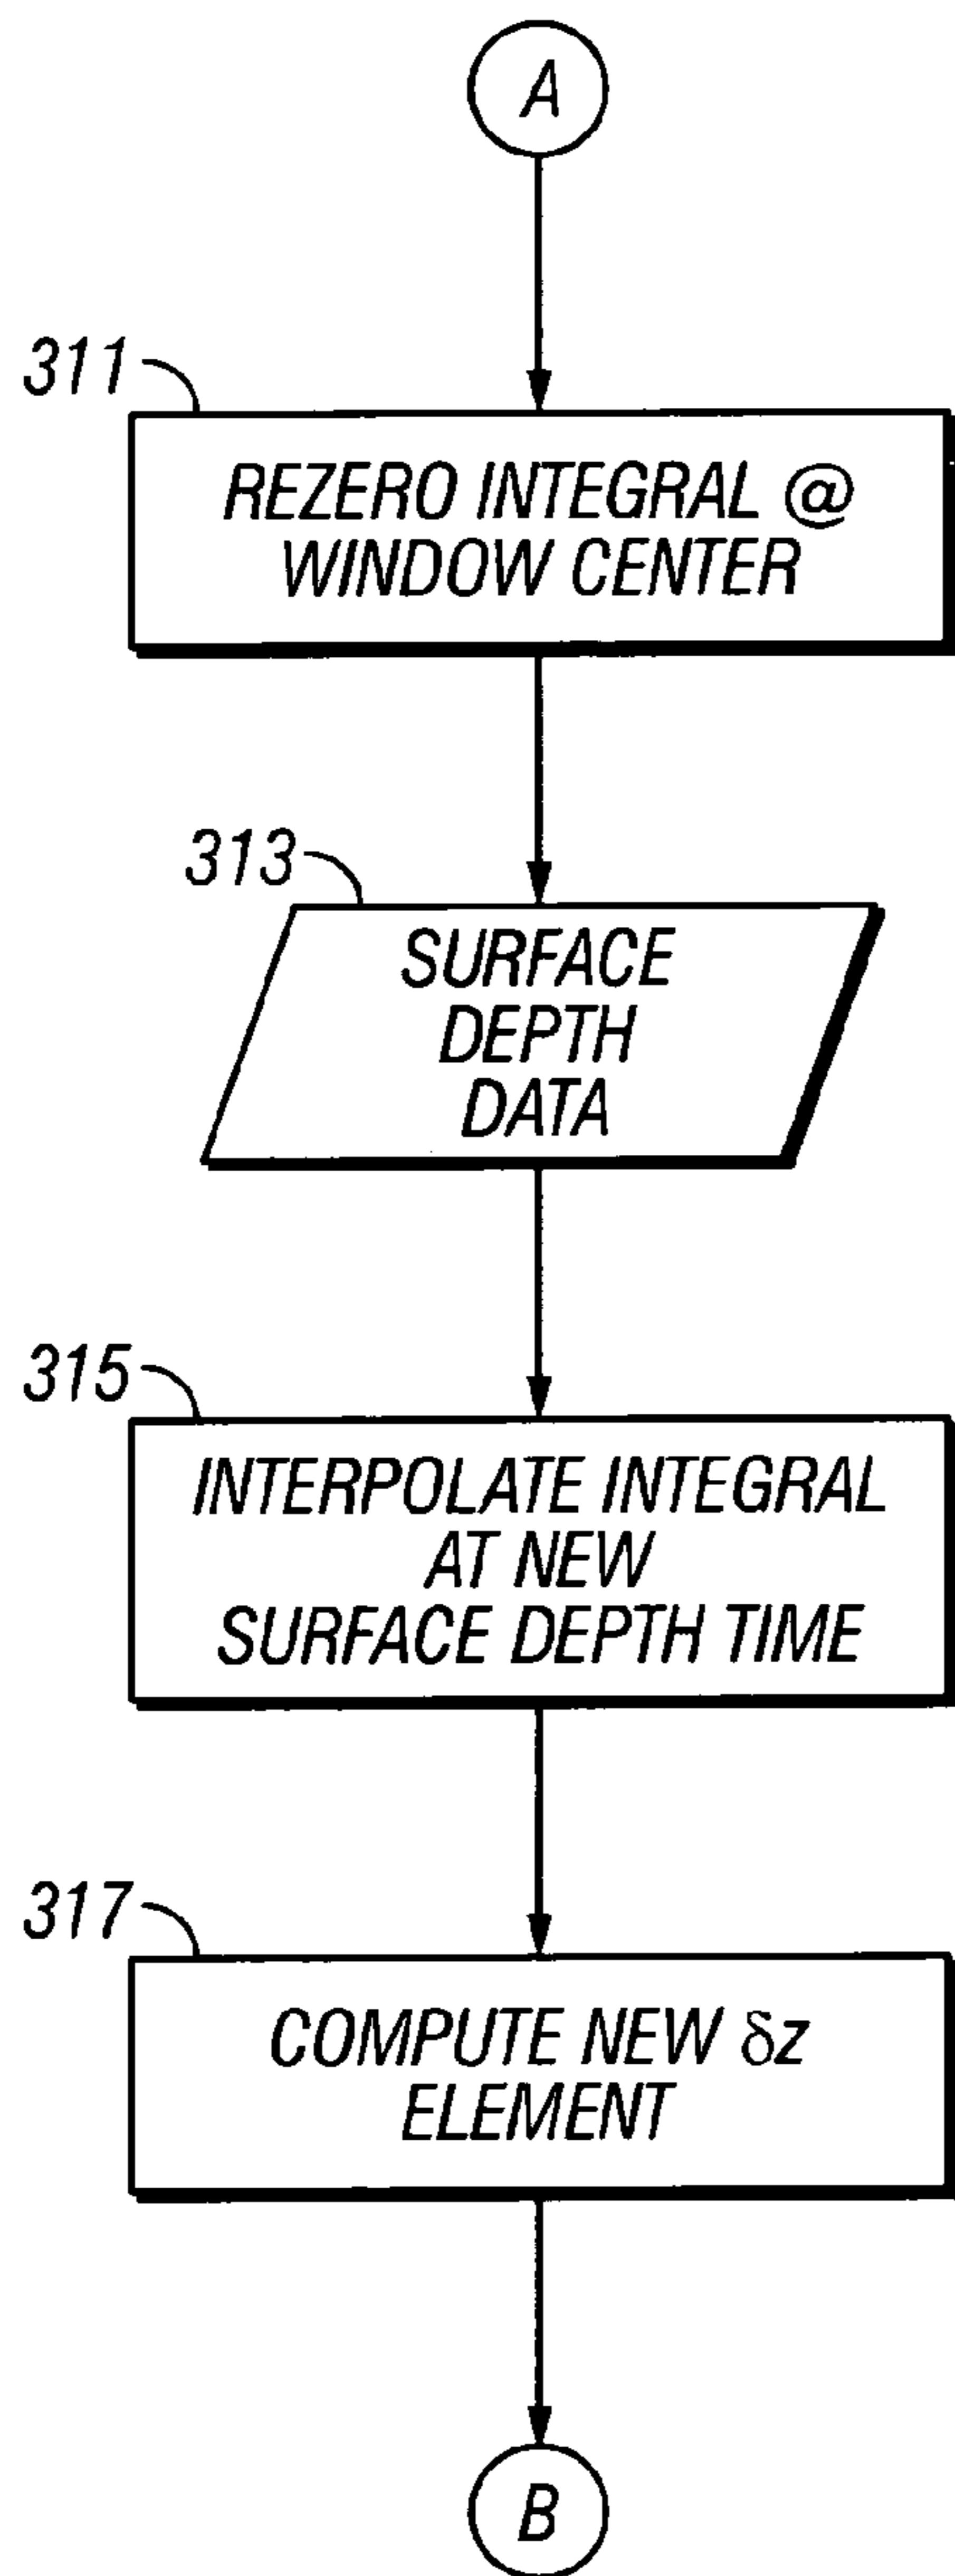 A
311
REZERO INTEGRAL @
WINDOW CENTER
313
SURFACE
DEPTH
DATA
315
INTERPOLATE INTEGRAL
AT NEW
SURFACE DEPTH TIME
317
COMPUTE NEW δz
ELEMENT
B